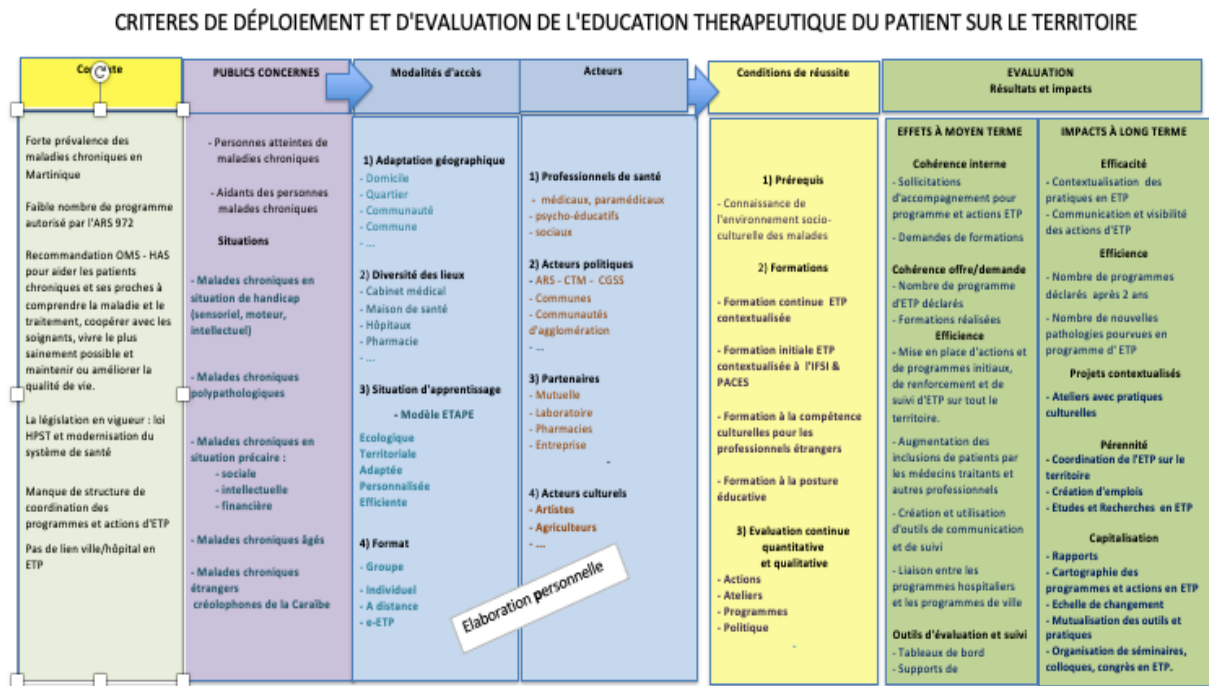 CRITERES DE DÉPLOIEMENT ET D'EVALUATION DE L'EDUCATION THERAPEUTIQUE DU PATIENT SUR LE TERRITOIRE
PUBLICS CONCERNES
Modalités d'accès
Acteurs
Conditions de réussite
EVALUATION
Résultats et impacts
Forte prévalence des
maladies chroniques en
Martinique
Faible nombre de programme
autorisé par l'ARS 972
Recommandation OMS - HAS
pour aider les patients
chroniques et ses proches à
comprendre la maladie et le
traitement, coopérer avec les
soignants, vivre le plus
sainement possible et
maintenir ou améliorer la
qualité de vie.
La législation en vigueur : loi
HPST et modernisation du
système de santé
Manque de structure de
coordination des
programmes et actions d'ETP
Pas de lien ville/hôpital en
ETP
- Personnes atteintes de
maladies chroniques
- Aidants des personnes
malades chroniques
Situations
- Malades chroniques en
situation de handicap
(sensoriel, moteur,
intellectuel)
- Malades chroniques
polypathologiques
- Malades chroniques en
situation précaire :
- sociale
- intellectuelle
- financière
- Malades chroniques âgés
- Malades chroniques
étrangers
créolophones de la Caraïbe
1) Adaptation géographique
- Domicile
- Quartier
- Communauté
- Commune
- ...
2) Diversité des lieux
- Cabinet médical
- Maison de santé
- Hôpitaux
- Pharmacie
- ...
3) Situation d'apprentissage
- Modèle ETAPE
Ecologique
Territoriale
Adaptée
Personnalisée
Efficiente
4) Format
- Groupe
- Individuel
- A distance
- e-ETP
1) Professionnels de santé
- médicaux, paramédicaux
- psycho-éducatifs
- sociaux
2) Acteurs politiques
- ARS - CTM - CGSS
- Communes
- Communautés
d'agglomération
- ...
3) Partenaires
- Mutuelle
- Laboratoire
- Pharmacies
- Entreprise
-
4) Acteurs culturels
- Artistes
- Agriculteurs
- ...
Elaboration personnelle
1) Prérequis
- Connaissance de
l'environnement socio-
culturelle des malades
2) Formations
- Formation continue ETP
contextualisée
- Formation initiale ETP
contextualisée à l'IFSI &
PACES
- Formation à la compétence
culturelles pour les
professionnels étrangers
- Formation à la posture
éducative
3) Evaluation continue
quantitative
et qualitative
- Actions
- Ateliers
- Programmes
- Politique
-
EFFETS À MOYEN TERME
Cohérence interne
- Sollicitations
d'accompagnement pour
programme et actions ETP
- Demandes de formations
Cohérence offre/demande
- Nombre de programme
d'ETP déclarés
- Formations réalisées
Efficience
- Mise en place d'actions et
de programmes initiaux,
de renforcement et de
suivi d'ETP sur tout le
territoire.
- Augmentation des
inclusions de patients par
les médecins traitants et
autres professionnels
- Création et utilisation
d'outils de communication
et de suivi
- Liaison entre les
programmes hospitaliers
et les programmes de ville
Outils d'évaluation et suivi
- Tableaux de bord
- Supports de
IMPACTS À LONG TERME
Efficacité
- Contextualisation des
pratiques en ETP
- Communication et visibilité
des actions d'ETP
Efficience
- Nombre de programmes
déclarés après 2 ans
- Nombre de nouvelles
pathologies pourvues en
programme d' ETP
Projets contextualisés
- Ateliers avec pratiques
culturelles
Pérennité
- Coordination de l'ETP sur le
territoire
- Création d'emplois
- Etudes et Recherches en ETP
Capitalisation
- Rapports
- Cartographie des
programmes et actions en ETP
- Echelle de changement
- Mutualisation des outils et
pratiques
- Organisation de séminaires,
colloques, congrès en ETP.